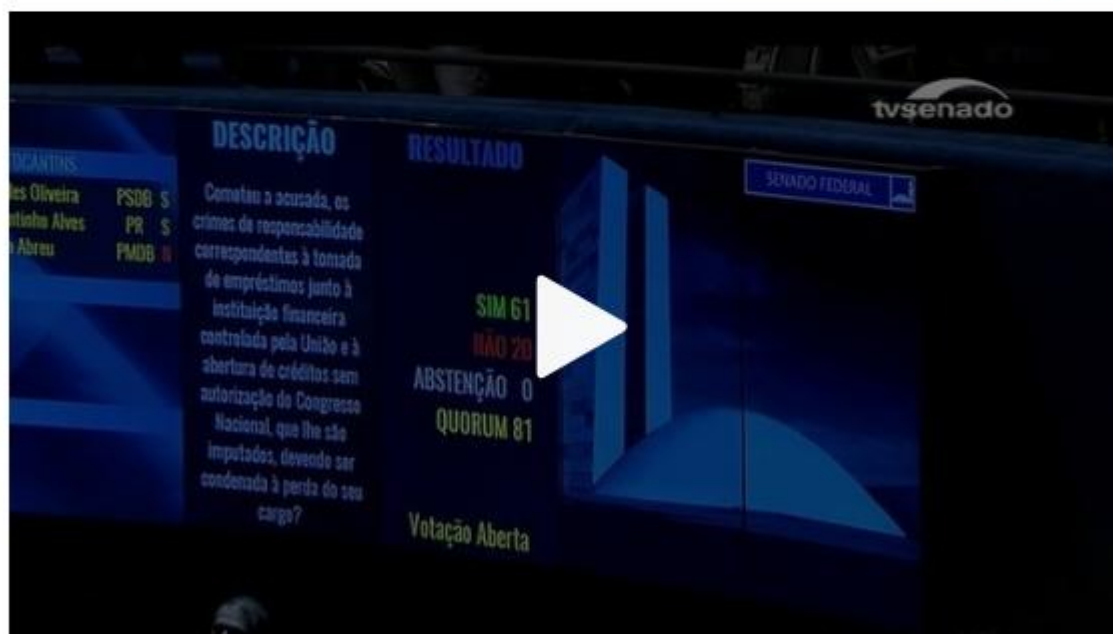 tvsenado
TOCANTINS
Oliveira PSDB S
Alves PR S
Abreu PMDB N
DESCRIÇÃO
Cometeu a acusada, os
crimes de responsabilidade
correspondentes à tomada
de empréstimos junto à
instituição financeira
controlada pela União e à
abertura de créditos sem
autorização do Congresso
Nacional, que lhe são
imputados, devendo ser
condenada à perda do seu
cargo?
RESULTADO
SIM 61
NÃO 20
ABSTENÇÃO 0
QUORUM 81
Votação Aberta
SENADO FEDERAL